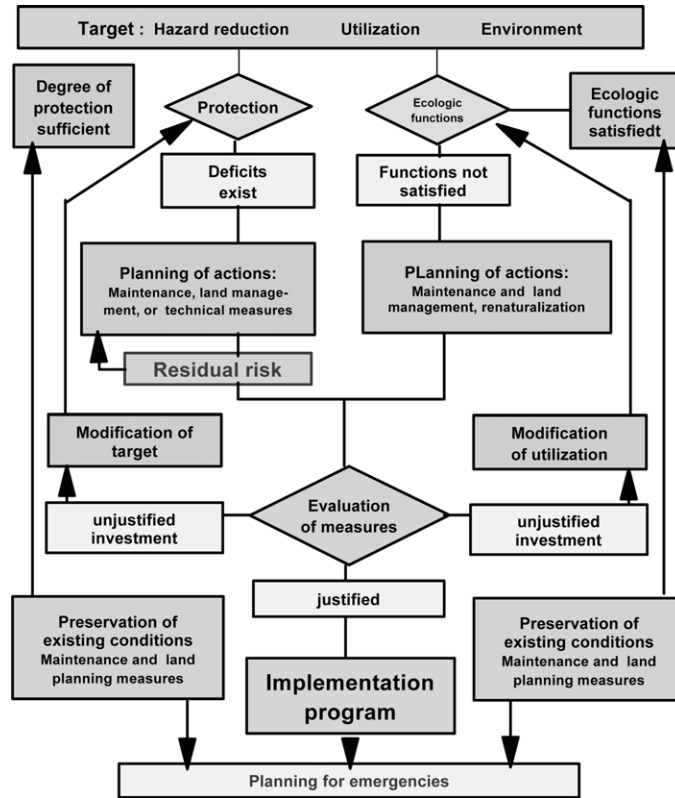 Target : Hazard reduction Utilization Environment
Degree of
protection
sufficient
Protection
Ecologic
functions
Ecologic
functions
satisfiedt
Deficits
exist
Functions not
satisfied
Planning of actions:
Maintenance, land manage-
ment, or technical measures
PLanning of actions:
Maintenance and land
management, renaturalization
Residual risk
Modification of
target
Modification
of utilization
Evaluation
of measures
unjustified
investment
unjustified
investment
justified
Preservation of
existing conditions
Maintenance and land
planning measures
Implementation
program
Preservation of
existing conditions
Maintenance and land
planning measures
Planning for emergencies